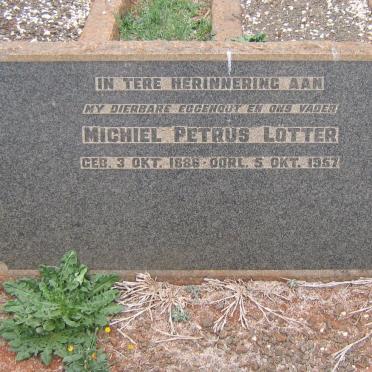 IN TERE HERINNERING AAN
MY DIERBARE EGGENOOT EN ONS VADER
MICHIEL PETRUS LOTTER
GEB. 3 OKT. 1886 - OORL. 5 OKT. 1957